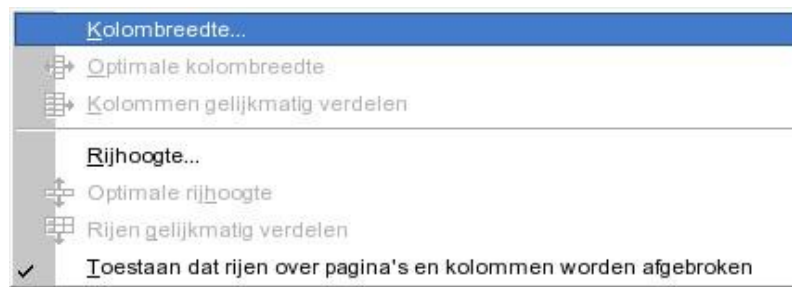 Kolombreedte...
Optimale kolombreedte
Kolommen gelijkmatig verdelen
Rijhoogte...
Optimale rijhoogte
Rijen gelijkmatig verdelen
Toestaan dat rijen over pagina's en kolommen worden afgebroken